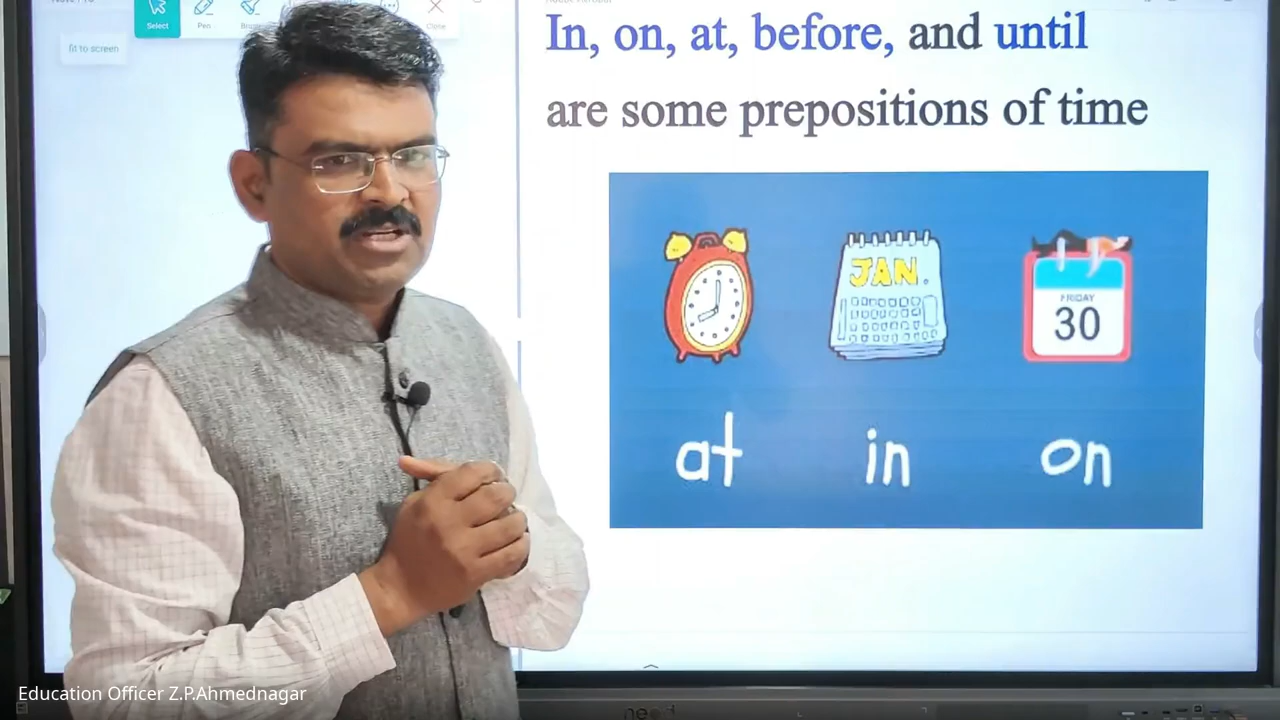 Select
Pen
Close
fit to screen
In, on, at, before, and until
are some prepositions of time
JAN.
FRIDAY
30
at
in
on
Education Officer Z.P.Ahmednagar